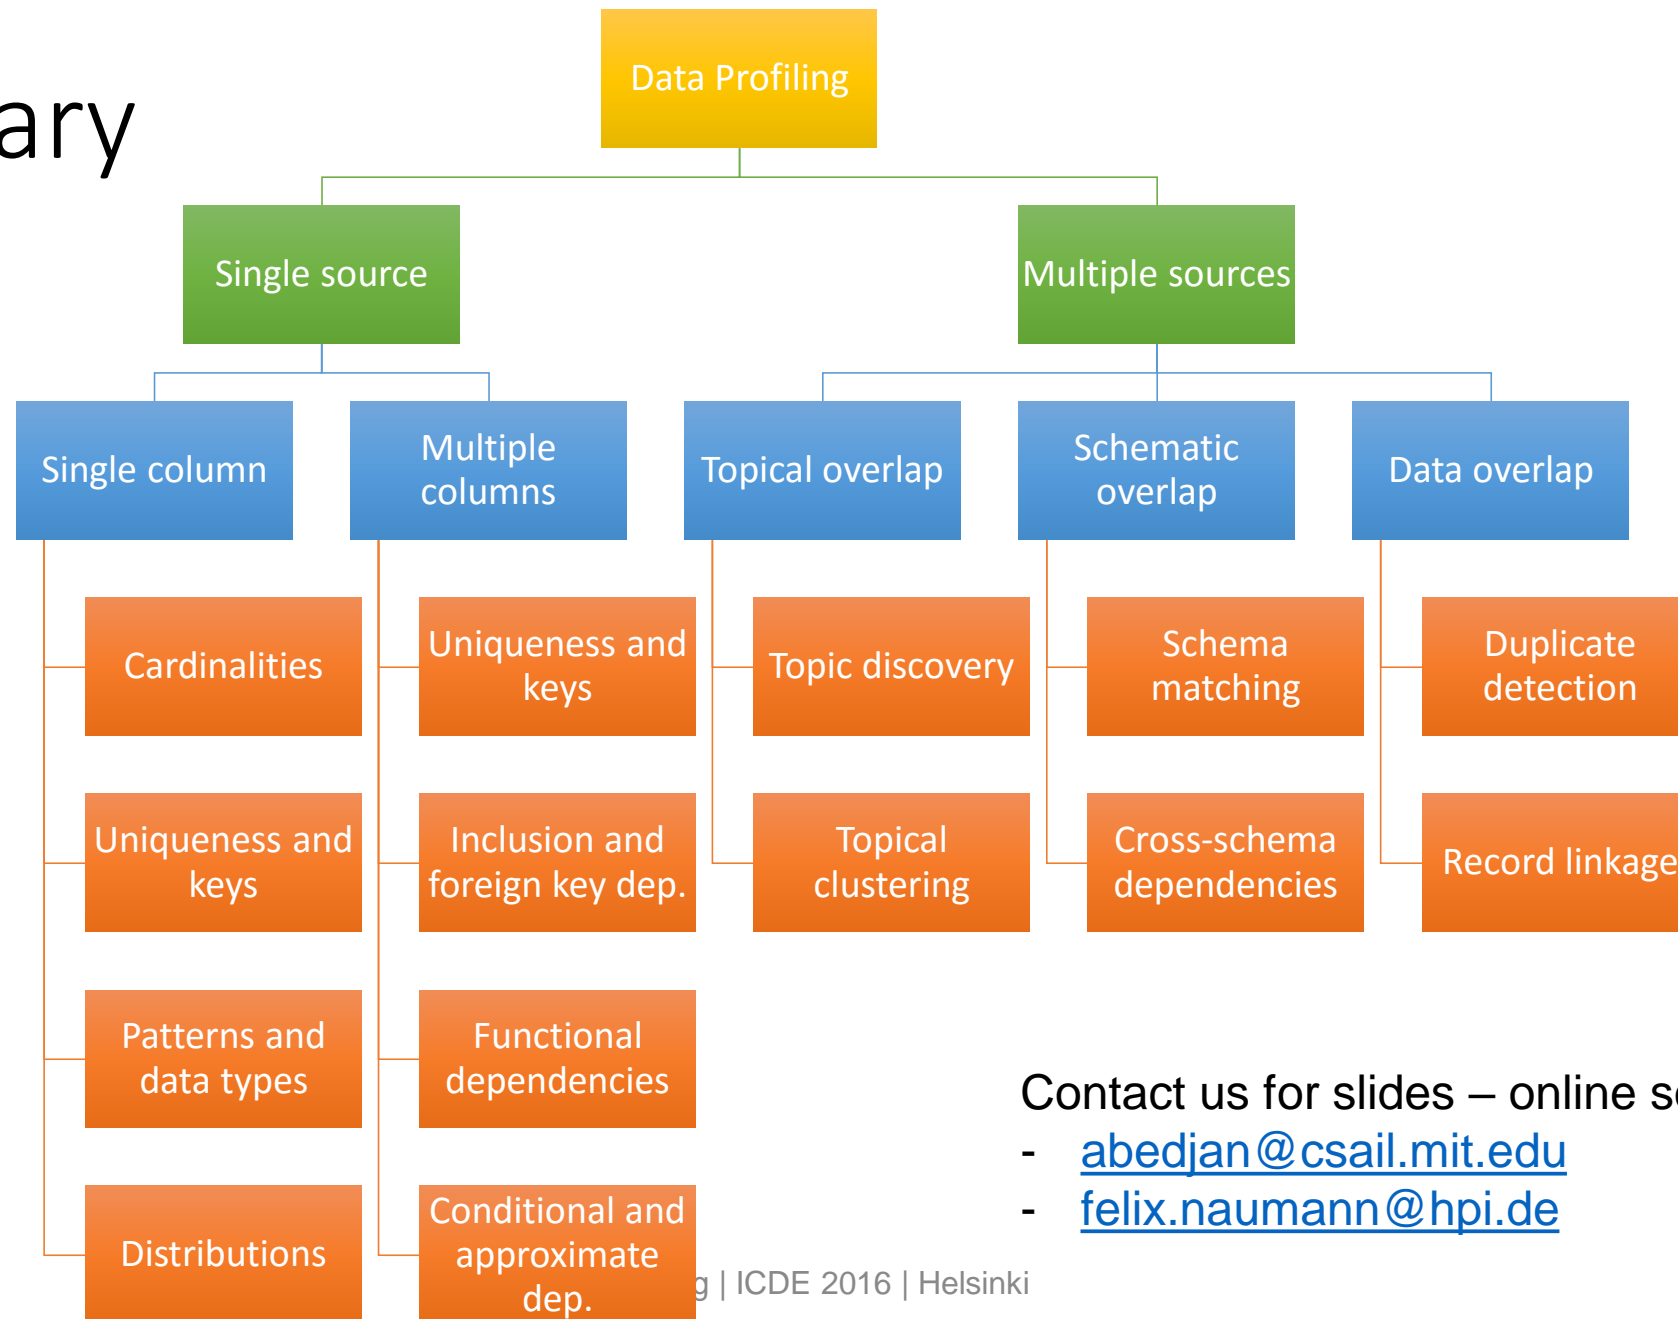 ary
Data Profiling
Single source
Multiple sources
Single column
Multiple
columns
Topical overlap
Schematic
overlap
Data overlap
Cardinalities
Uniqueness and
keys
Topic discovery
Schema
matching
Duplicate
detection
Uniqueness and
keys
Inclusion and
foreign key dep.
Topical
clustering
Cross-schema
dependencies
Record linkage
Patterns and
data types
Functional
dependencies
Distributions
Conditional and
approximate
dep.
Contact us for slides – online
- abedjan@csail.mit.edu
- felix.naumann@hpi.de
g | ICDE 2016 | Helsinki